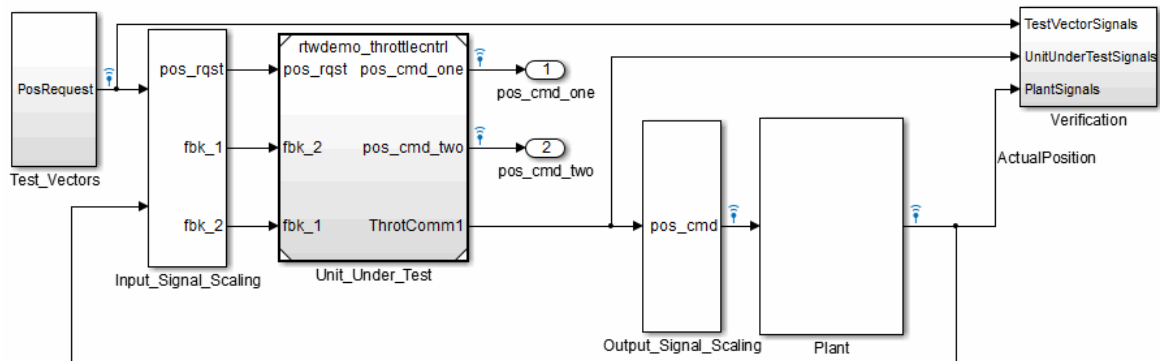 PosRequest
Test_Vectors
pos_rqst
fbk_1
fbk_2
Input_Signal_Scaling
rtwdemo_throttlecntrl
pos_rqst pos_cmd_one
fbk_2 pos_cmd_two
fbk_1 ThrotComm1
Unit_Under_Test
1
pos_cmd_one
2
pos_cmd_two
pos_cmd
Output_Signal_Scaling
Plant
TestVectorSignals
UnitUnderTestSignals
PlantSignals
Verification
ActualPosition